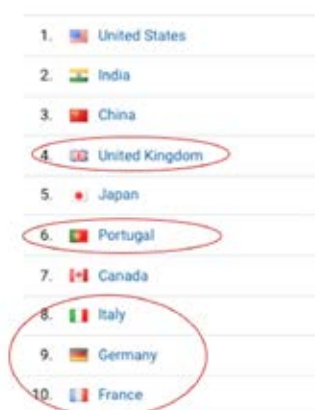 1. United States
2. India
3. China
4. United Kingdom
5. Japan
6. Portugal
7. Canada
8. Italy
9. Germany
10. France